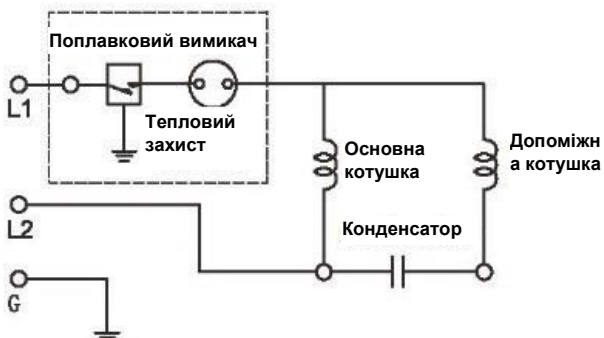 Поплавковий вимикач
L1
Тепловий
захист
Основна
котушка
Допоміжн
а котушка
L2
Конденсатор
G